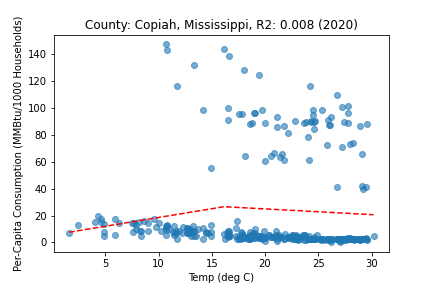 County: Copiah, Mississippi, R2: 0.008 (2020)
Per-Capita Consumption (MMBtu/1000 Households)
140
120
100
80
60
40
20
0
5 10 15 20 25 30
Temp (deg C)